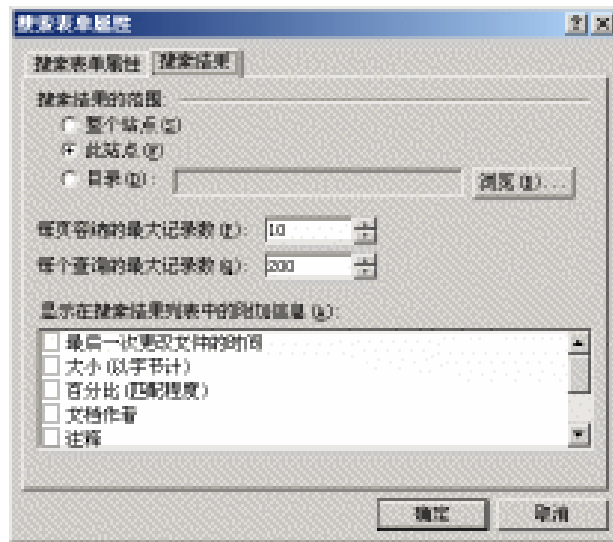 搜索表单属性
搜索表单属性 搜索结果
搜索结果的范围:
整个站点(S)
此站点(W)
目录(D): 浏览(B)...
每页容纳的最大记录数(P): 10
每个查询的最大记录数(Q): 200
显示在搜索结果列表中的附加信息(A):
最后一次更改文件的时间
大小(以字节计)
百分比(匹配程度)
文档作者
注释
确定 取消